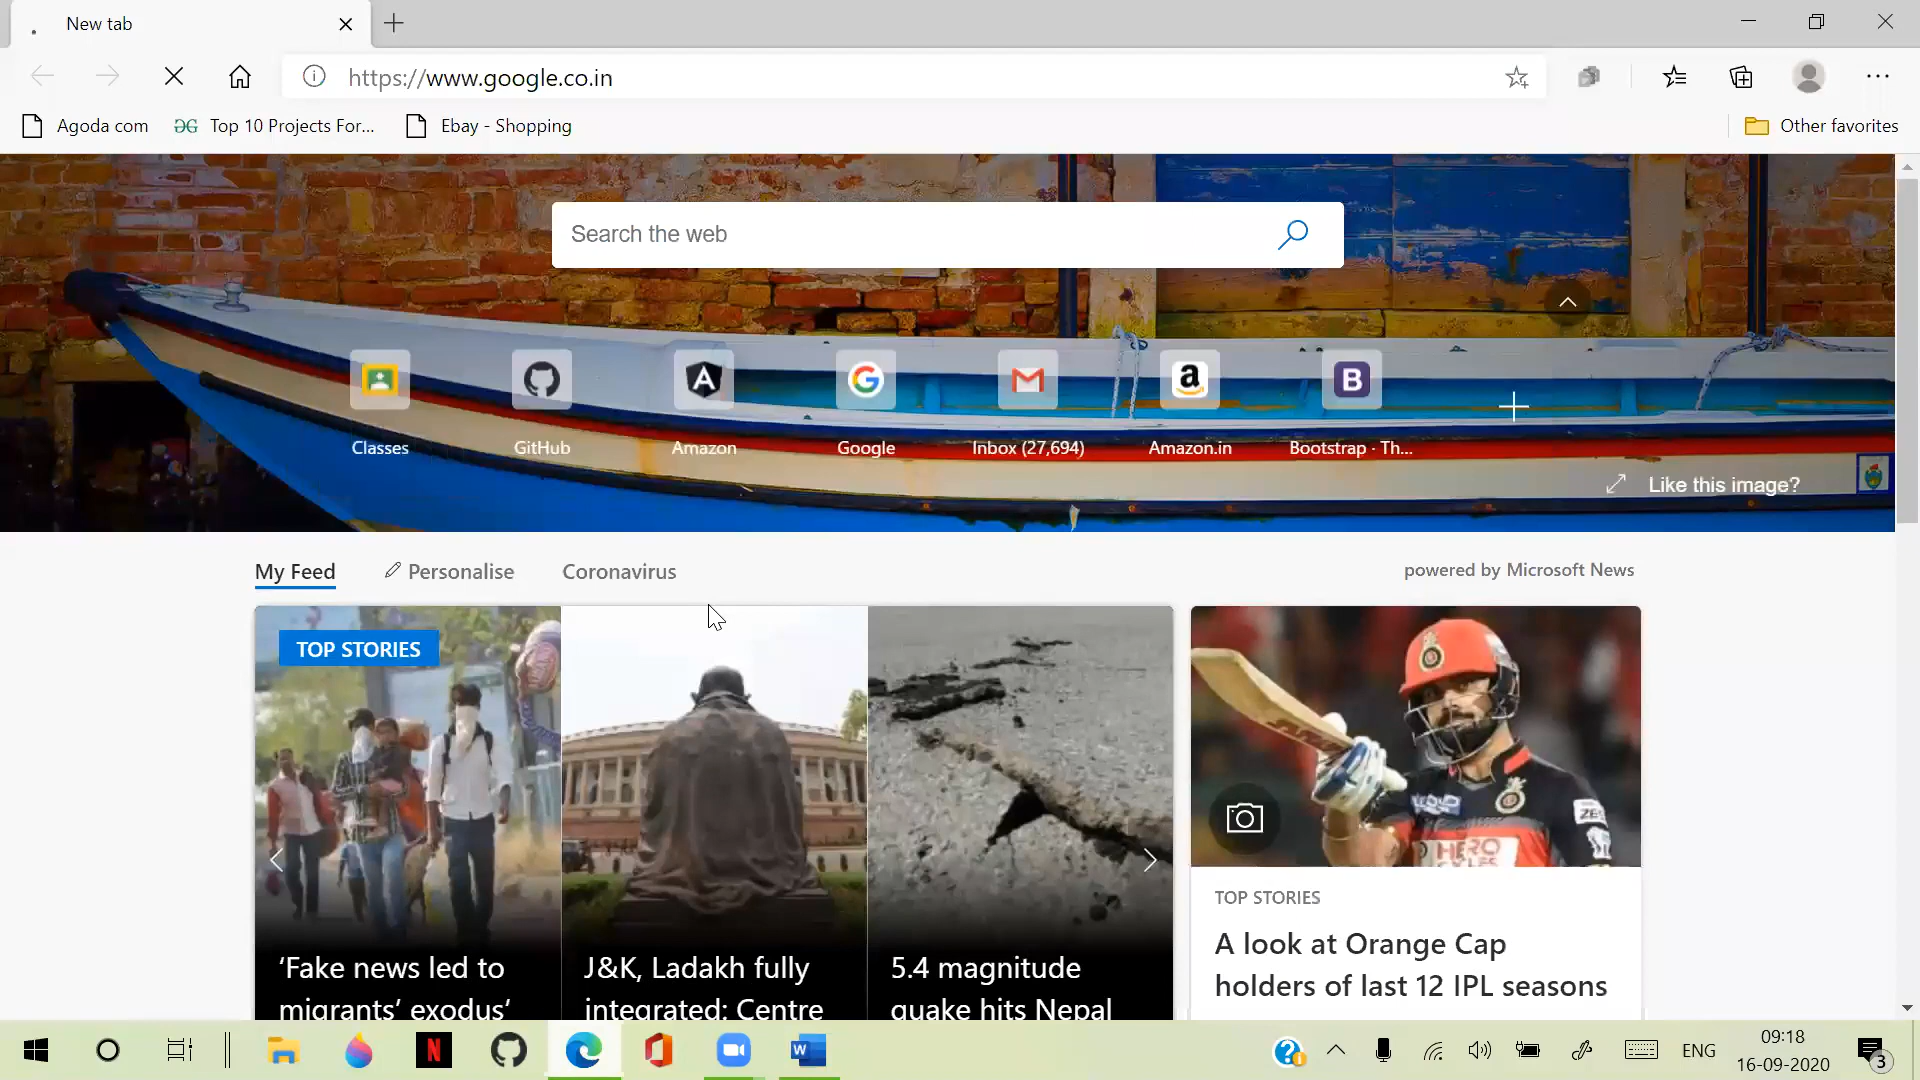 New tab
https://www.google.co.in
Agoda com
Top 10 Projects For...
Ebay - Shopping
Other favorites
Search the web
Classes
GitHub
Amazon
Google
Inbox (27,694)
Amazon.in
Bootstrap · Th...
Like this image?
My Feed
Personalise
Coronavirus
powered by Microsoft News
TOP STORIES
‘Fake news led to
migrants’ exodus’
J&K, Ladakh fully
integrated: Centre
5.4 magnitude
quake hits Nepal
HERO
TOP STORIES
A look at Orange Cap
holders of last 12 IPL seasons
ENG
09:18
16-09-2020
3